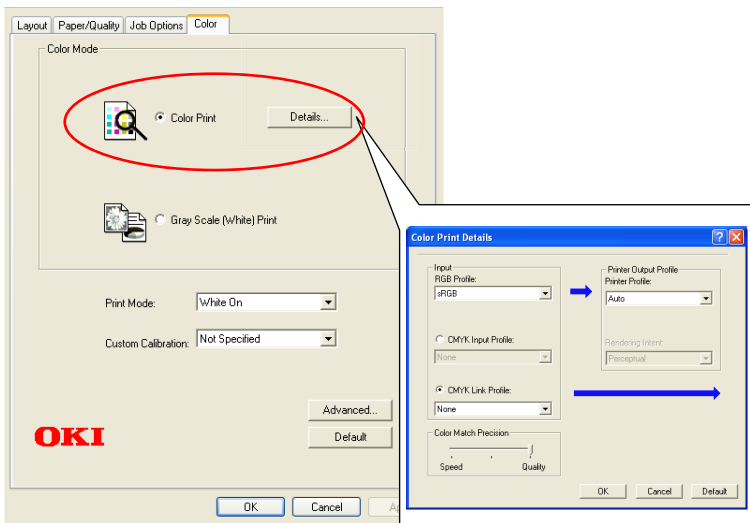 Layout Paper/Quality Job Options Color
Color Mode
Color Print Details...
Gray Scale (White) Print
Print Mode: White On
Custom Calibration: Not Specified
Advanced...
OKI
Default
OK Cancel
Color Print Details
Input
RGB Profile:
sRGB
Printer Output Profile
Printer Profile:
Auto
CMYK Input Profile:
None
Rendering Intent:
Perceptual
CMYK Link Profile:
None
Color Match Precision
Speed Quality
OK Cancel Default